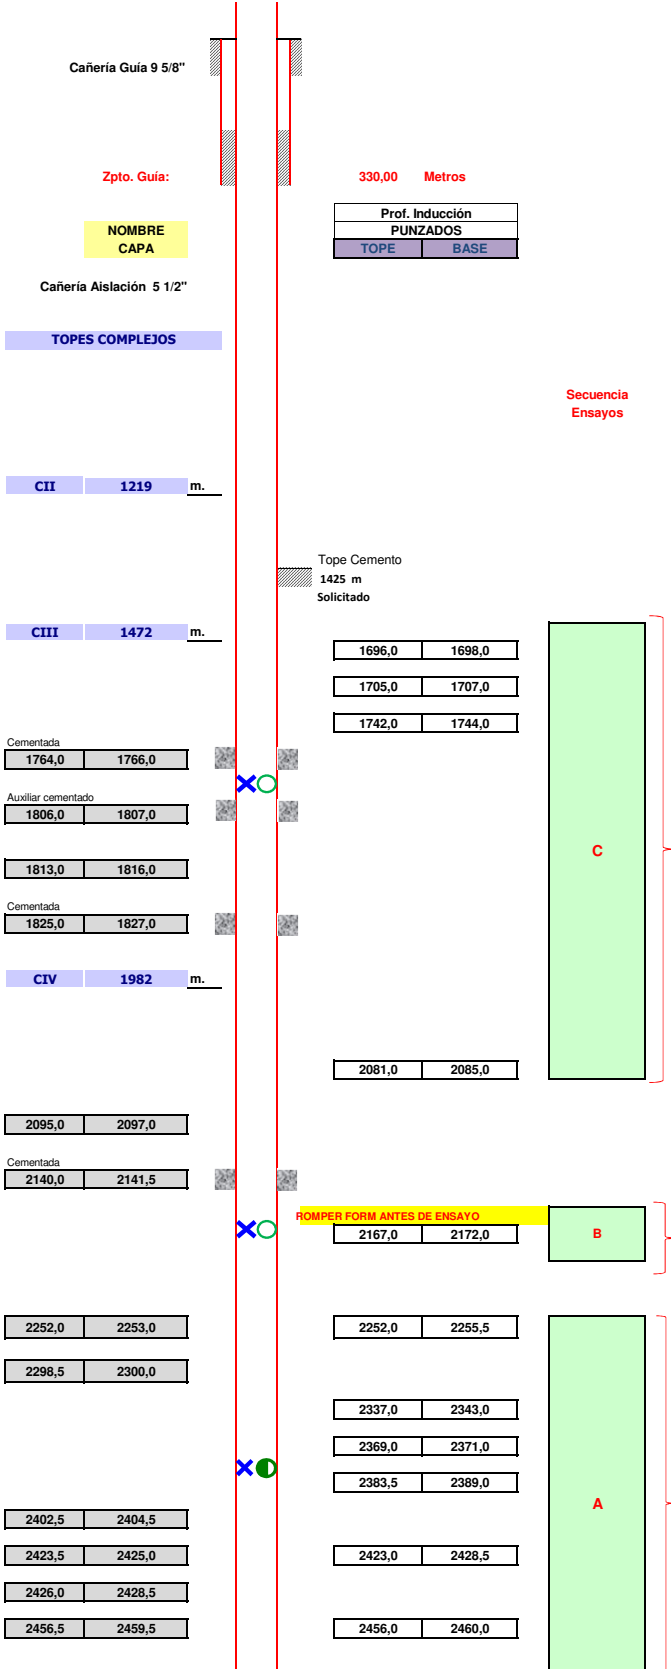 Cañería Guía 9 5/8"
Zpto. Guía: 330,00 Metros
Prof. Inducción
NOMBRE CAPA
PUNZADOS
TOPE BASE
Cañería Aislación 5 1/2"
TOPES COMPLEJOS
Secuencia
Ensayos
CII 1219 m.
Tope Cemento
1425 m
Solicitado
CIII 1472 m.
1696,0 1698,0
1705,0 1707,0
1742,0 1744,0
Cementada
1764,0 1766,0
Auxiliar cementado
1806,0 1807,0
C
1813,0 1816,0
Cementada
1825,0 1827,0
CIV 1982 m.
2081,0 2085,0
2095,0 2097,0
Cementada
2140,0 2141,5
ROMPER FORM ANTES DE ENSAYO
2167,0 2172,0 B
2252,0 2253,0 2252,0 2255,5
2298,5 2300,0
2337,0 2343,0
2369,0 2371,0
2383,5 2389,0
A
2402,5 2404,5
2423,5 2425,0 2423,0 2428,5
2426,0 2428,5
2456,5 2459,5 2456,0 2460,0